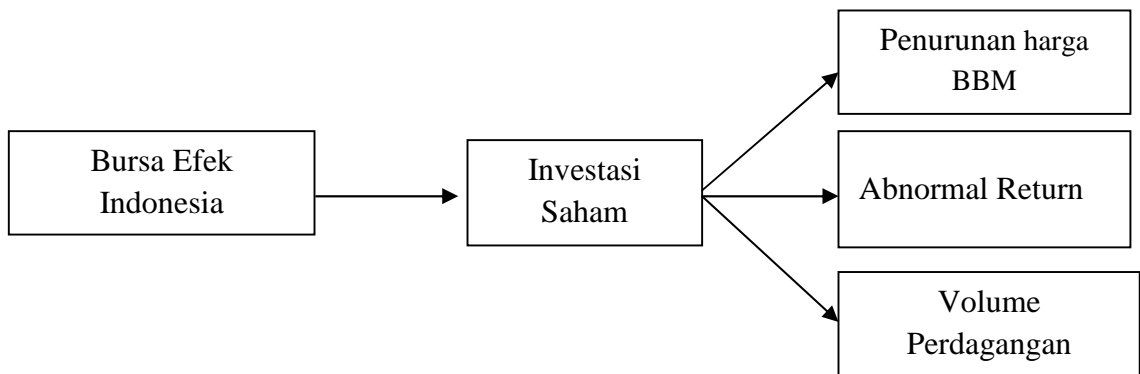 Bursa Efek
Indonesia
Investasi
Saham
Penurunan harga
BBM
Abnormal Return
Volume
Perdagangan